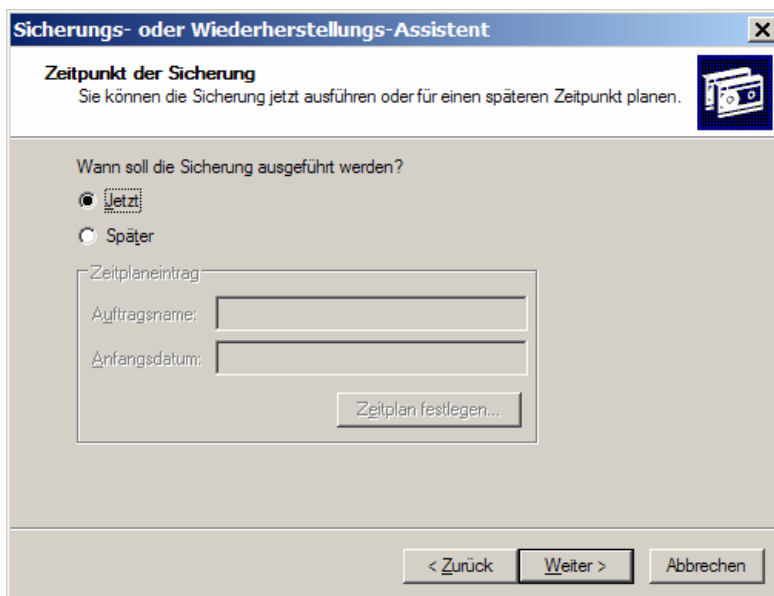 Sicherungs- oder Wiederherstellungs-Assistent
Zeitpunkt der Sicherung
Sie können die Sicherung jetzt ausführen oder für einen späteren Zeitpunkt planen.
Wann soll die Sicherung ausgeführt werden?
Jetzt
Später
Zeitplaneintrag
Auftragsname:
Anfangsdatum:
Zeitplan festlegen...
< Zurück Weiter > Abbrechen